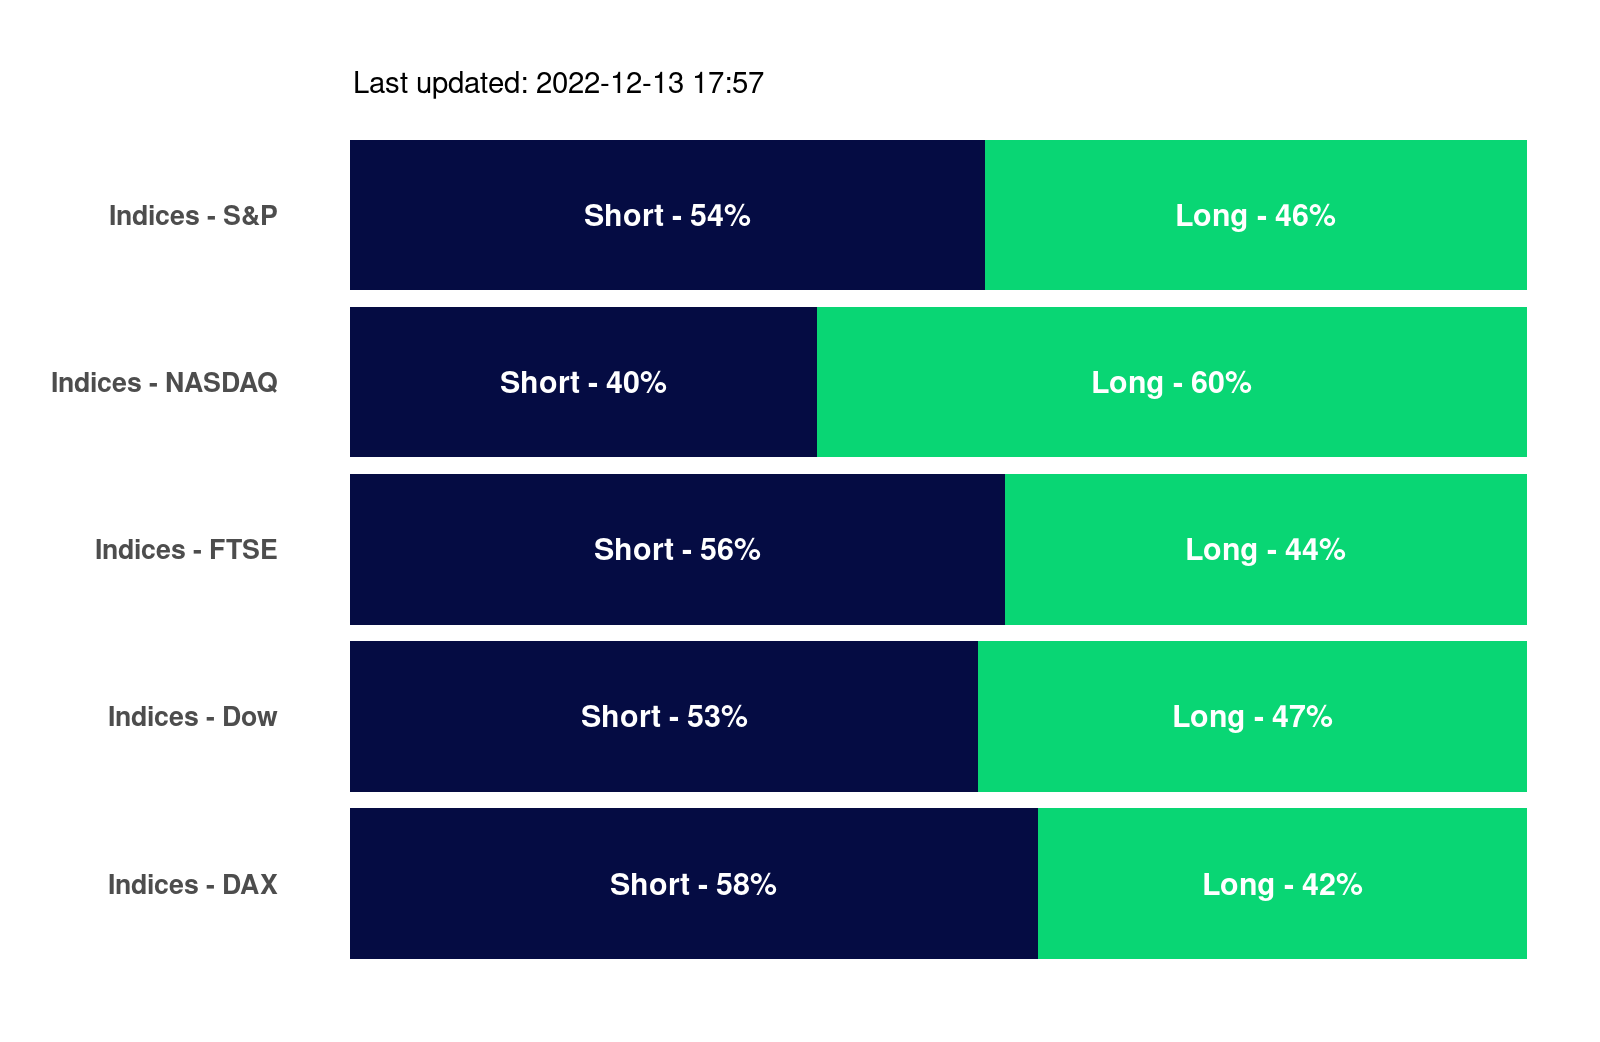 Last updated: 2022-12-13 17:57
Indices - S&P
Short - 54%
Long - 46%
Indices - NASDAQ
Short - 40%
Long - 60%
Indices - FTSE
Short - 56%
Long - 44%
Indices - Dow
Short - 53%
Long - 47%
Indices - DAX
Short - 58%
Long - 42%